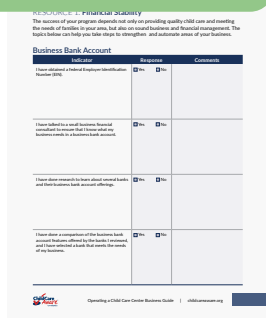 RESOURCE 1: Financial Stability
The success of your program depends not only on providing quality child care and meeting
the needs of families in your area, but also on sound business and financial management. The
topics below can help you take steps to strengthen and automate areas of your business.
Business Bank Account
Indicator Response Comments
I have obtained a Federal Employer Identification
Number (EIN).
Yes No
I have talked to a small business financial
consultant to ensure that I know what my
business needs in a business bank account.
Yes No
I have done research to learn about several banks
and their business bank account offerings.
Yes No
I have done a comparison of the business bank
account features offered by the banks I reviewed,
and I have selected a bank that meets the needs
of my business.
Yes No
ChildCare
Aware
Operating a Child Care Center Business Guide | childcareaware.org